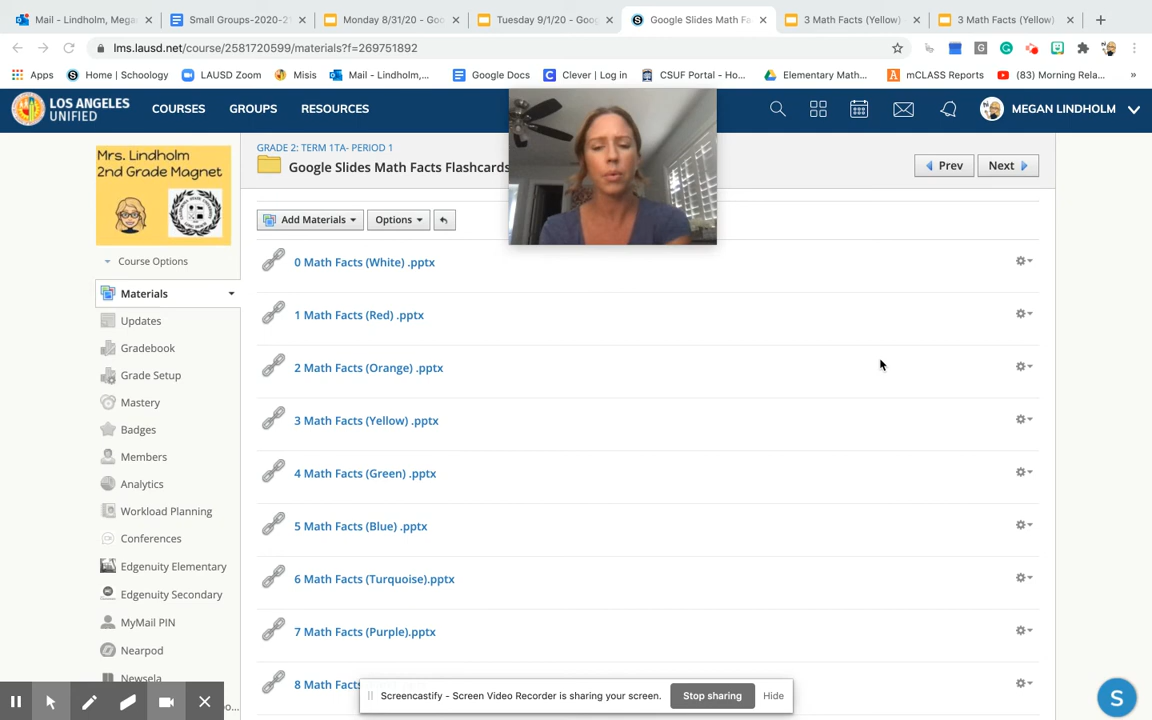 Mail - Lindholm, Mega
Small Groups-2020-2
Monday 8/31/20 - Goo
Tuesday 9/1/20 - Goog
Google Slides Math Fa
3 Math Facts (Yellow)
3 Math Facts (Yellow)
lms.lausd.net/course/2581720599/materials?f=269751892
Apps
Home | Schoology
LAUSD Zoom
Misis
Mail - Lindholm,...
Google Docs
Clever | Log in
CSUF Portal - Ho...
Elementary Math...
mCLASS Reports
(83) Morning Rela...
»
LOS ANGELES
UNIFIED
COURSES
GROUPS
RESOURCES
MEGAN LINDHOLM
Mrs. Lindholm
2nd Grade Magnet
GRADE 2: TERM 1TA- PERIOD 1
Google Slides Math Facts Flashcards
Prev
Next
Add Materials
Options
Course Options
Materials
Updates
Gradebook
Grade Setup
Mastery
Badges
Members
Analytics
Workload Planning
Conferences
Edgenuity Elementary
Edgenuity Secondary
MyMail PIN
Nearpod
Newsela
0 Math Facts (White) .pptx
1 Math Facts (Red) .pptx
2 Math Facts (Orange) .pptx
3 Math Facts (Yellow) .pptx
4 Math Facts (Green) .pptx
5 Math Facts (Blue) .pptx
6 Math Facts (Turquoise).pptx
7 Math Facts (Purple).pptx
8 Math Facts
Screencastify - Screen Video Recorder is sharing your screen.
Stop sharing
Hide
S